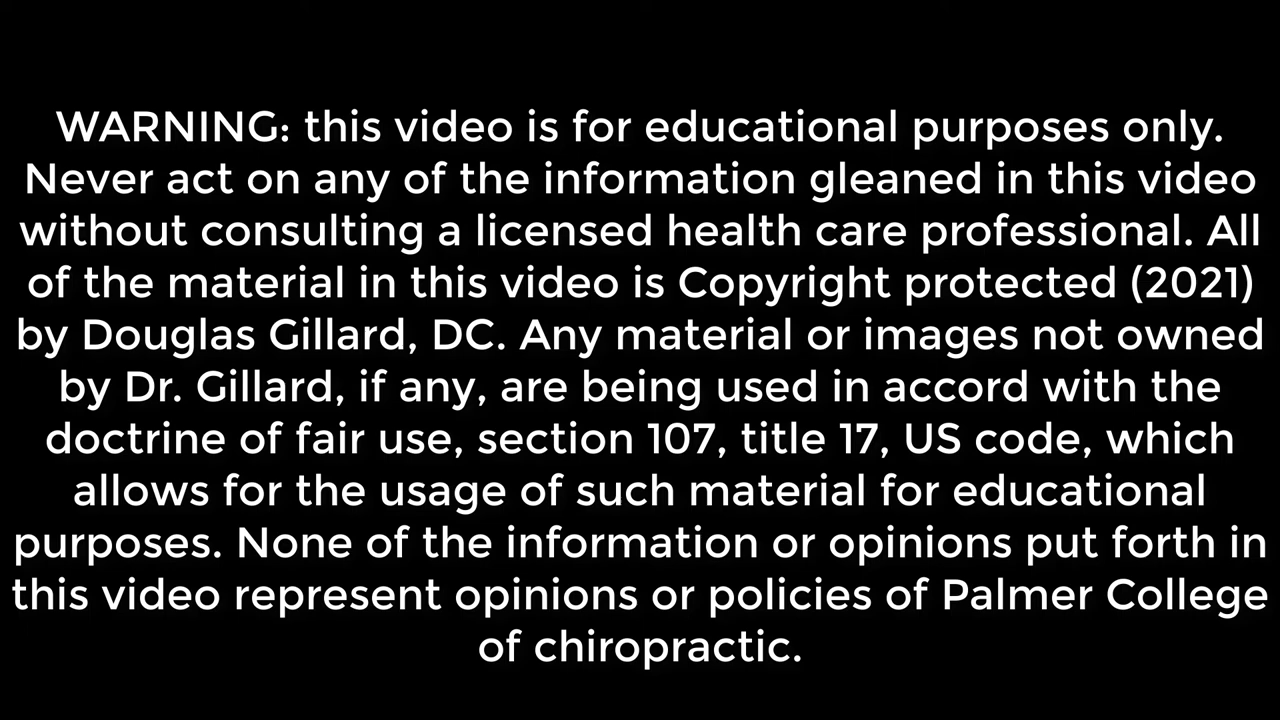 WARNING: this video is for educational purposes only.
Never act on any of the information gleaned in this video
without consulting a licensed health care professional. All
of the material in this video is Copyright protected (2021)
by Douglas Gillard, DC. Any material or images not owned
by Dr. Gillard, if any, are being used in accord with the
doctrine of fair use, section 107, title 17, US code, which
allows for the usage of such material for educational
purposes. None of the information or opinions put forth in
this video represent opinions or policies of Palmer College
of chiropractic.